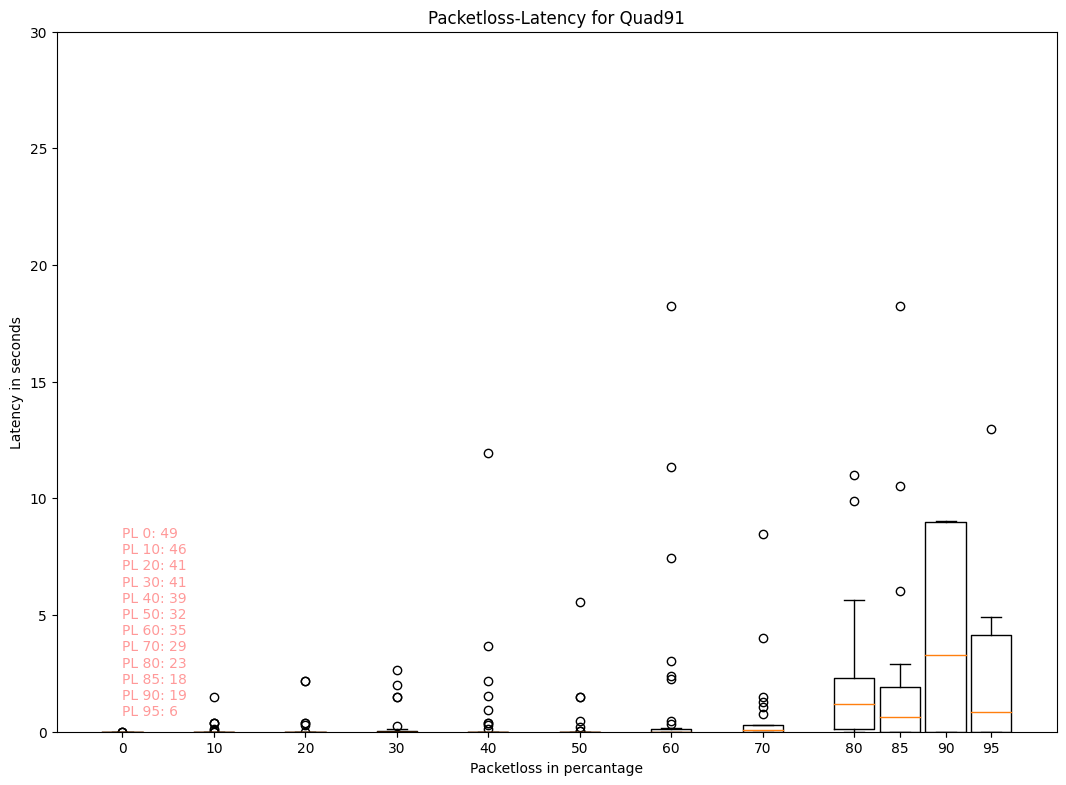 Packetloss-Latency for Quad91
30
25
20
15
10
5
0
Latency in seconds
PL 0: 49
PL 10: 46
PL 20: 41
PL 30: 41
PL 40: 39
PL 50: 32
PL 60: 35
PL 70: 29
PL 80: 23
PL 85: 18
PL 90: 19
PL 95: 6
0 10 20 30 40 50 60 70 80 85 90 95
Packetloss in percantage